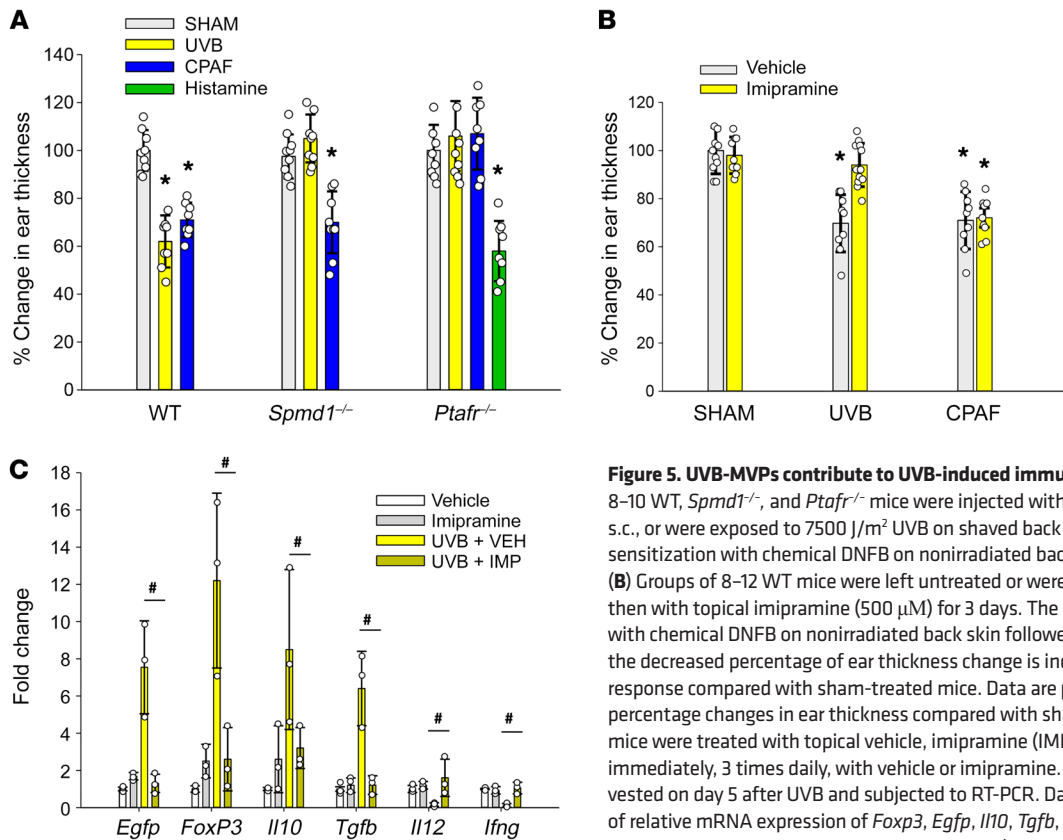 A
SHAM
UVB
CPAF
Histamine
% Change in ear thickness
140
120
100
80
60
40
20
0
*
*
*
*
WT
Spmd1–/–
Ptafr–/–
B
Vehicle
Imipramine
% Change in ear thickness
120
100
80
60
40
20
0
*
*
*
SHAM
UVB
CPAF
C
Vehicle
Imipramine
UVB + VEH
UVB + IMP
Fold change
18
16
14
12
10
8
6
4
2
0
#
#
#
#
#
#
Egfp
FoxP3
Il10
Tgfb
Il12
Ifng
Figure 5. UVB-MVPs contribute to UVB-induced immu
8–10 WT, Spmd1–/–, and Ptafr–/– mice were injected with
s.c., or were exposed to 7500 J/m2 UVB on shaved back
sensitization with chemical DNFB on nonirradiated bac
(B) Groups of 8–12 WT mice were left untreated or were
then with topical imipramine (500 μM) for 3 days. The
with chemical DNFB on nonirradiated back skin followe
the decreased percentage of ear thickness change is in
response compared with sham-treated mice. Data are p
percentage changes in ear thickness compared with sh
mice were treated with topical vehicle, imipramine (IM
immediately, 3 times daily, with vehicle or imipramine.
vested on day 5 after UVB and subjected to RT-PCR. Da
of relative mRNA expression of Foxp3, Egfp, Il10, Tgfb,